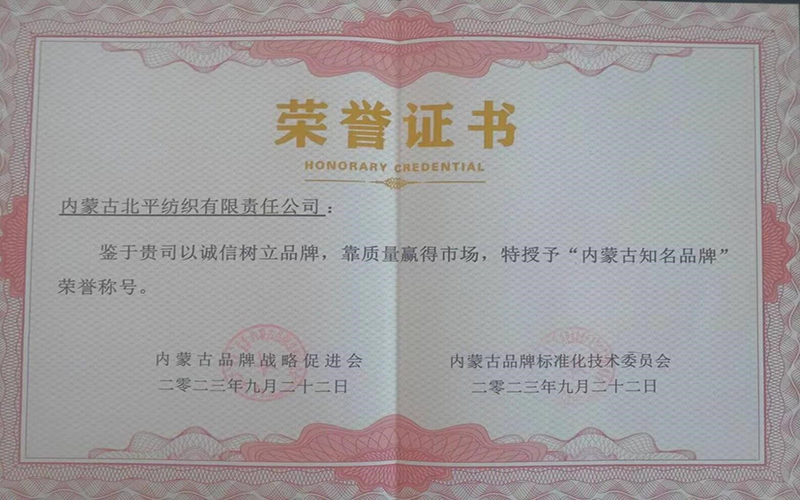 荣誉证书
HONORARY CREDENTIAL
内蒙古北平纺织有限责任公司：
鉴于贵司以诚信树立品牌，靠质量赢得市场，特授予“内蒙古知名品牌”
荣誉称号。
内蒙古品牌战略促进会
二零二三年九月二十二日
内蒙古品牌标准化技术委员会
二零二三年九月二十二日